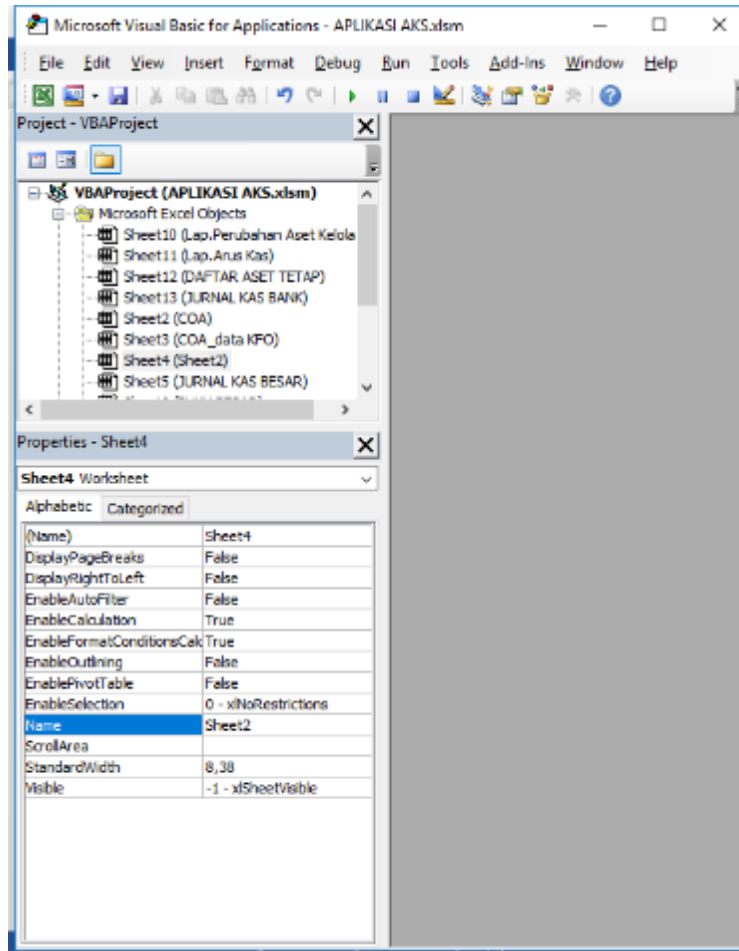 Microsoft Visual Basic for Applications - APLIKASI AKS.xlsm
File Edit View Insert Format Debug Run Tools Add-Ins Window Help
Project - VBAProject
VBAProject (APLIKASI AKS.xlsm)
Microsoft Excel Objects
Sheet10 (Lap.Perubahan Aset Kelola
Sheet11 (Lap.Arus Kas)
Sheet12 (DAFTAR ASET TETAP)
Sheet13 (JURNAL KAS BANK)
Sheet2 (COA)
Sheet3 (COA_data KFO)
Sheet4 (Sheet2)
Sheet5 (JURNAL KAS BESAR)
Properties - Sheet4
Sheet4 Worksheet
Alphabetic Categorized
(Name) Sheet4
DisplayPageBreaks False
DisplayRightToLeft False
EnableAutoFilter False
EnableCalculation True
EnableFormatConditionsCalc True
EnableOutlining False
EnablePivotTable False
EnableSelection 0 - xlNoRestrictions
Name Sheet2
ScrollArea
StandardWidth 8,38
Visible -1 - xlSheetVisible